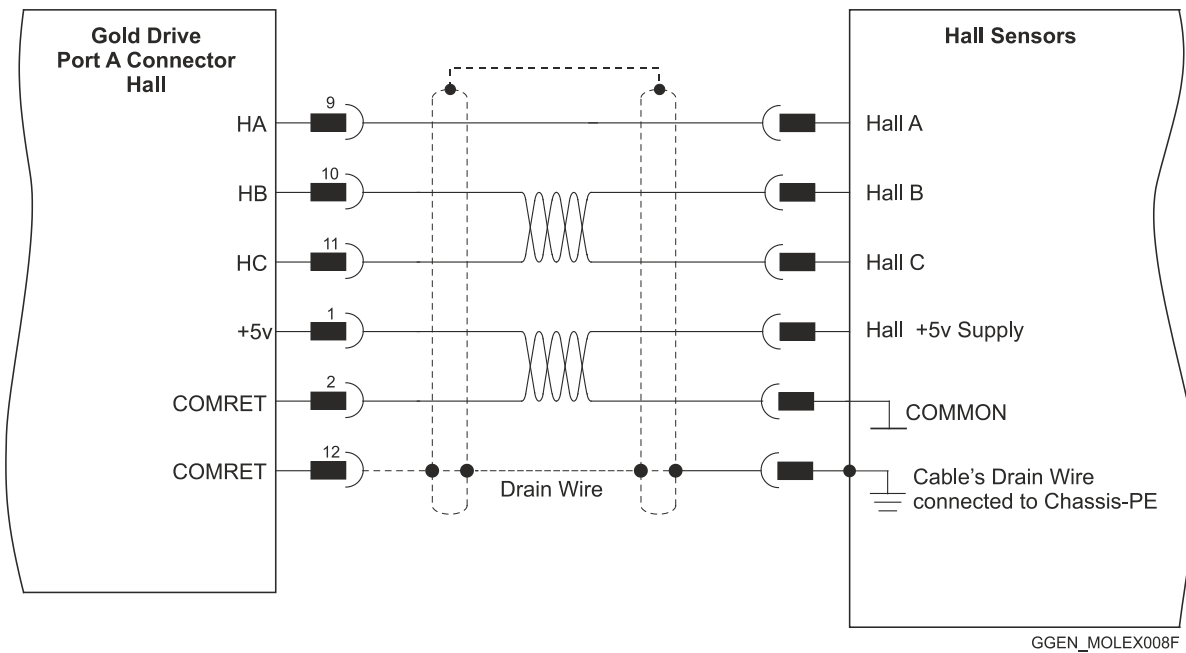 Gold Drive
Port A Connector
Hall
Hall Sensors
HA
9
Hall A
HB
10
Hall B
HC
11
Hall C
+5v
1
Hall +5v Supply
COMRET
2
COMMON
COMRET
12
Drain Wire
Cable's Drain Wire
connected to Chassis-PE
GGEN_MOLEX008F